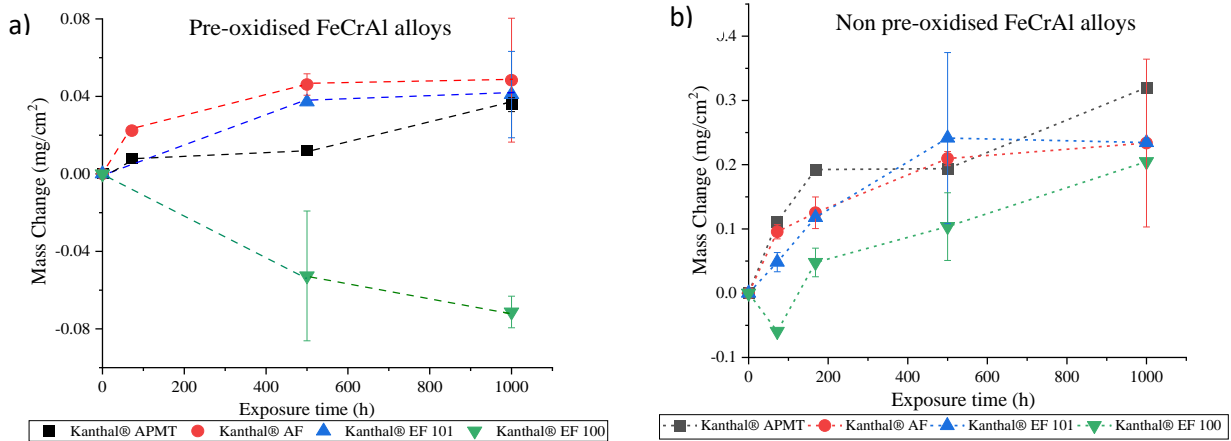 a)
Pre-oxidised FeCrAl alloys
0.08
0.04
0.00
-0.04
-0.08
Mass Change (mg/cm²)
0 200 400 600 800 1000
Exposure time (h)
Kanthal® APMT Kanthal® AF Kanthal® EF 101 Kanthal® EF 100
b)
Non pre-oxidised FeCrAl alloys
0.3
0.2
0.1
0.0
-0.1
Mass Change (mg/cm²)
0 200 400 600 800 1000
Exposure time (h)
Kanthal® APMT Kanthal® AF Kanthal® EF 101 Kanthal® EF 100